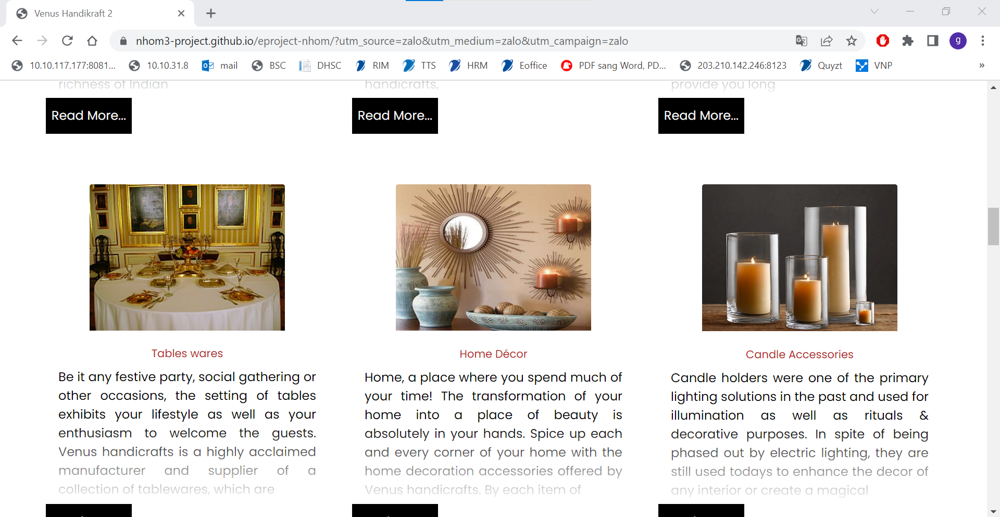 Venus Handikraft 2
nhom3-project.github.io/eproject-nhom/?utm_source=zalo&utm_medium=zalo&utm_campaign=zalo
g
10.10.117.177:8081... 10.10.31.8 mail BSC DHSC RIM TTS HRM Eoffice PDF sang Word, PD... 203.210.142.246:8123 Quyzt VNP »
richness of Indian
handicrafts,
provide you long
Read More...
Read More...
Read More...
Tables wares
Be it any festive party, social gathering or
other occasions, the setting of tables
exhibits your lifestyle as well as your
enthusiasm to welcome the guests.
Venus handicrafts is a highly acclaimed
manufacturer and supplier of a
collection of tablewares, which are
Home Décor
Home, a place where you spend much of
your time! The transformation of your
home into a place of beauty is
absolutely in your hands. Spice up each
and every corner of your home with the
home decoration accessories offered by
Venus handicrafts. By each item of
Candle Accessories
Candle holders were one of the primary
lighting solutions in the past and used for
illumination as well as rituals &
decorative purposes. In spite of being
phased out by electric lighting, they are
still used todays to enhance the decor of
any interior or create a magical